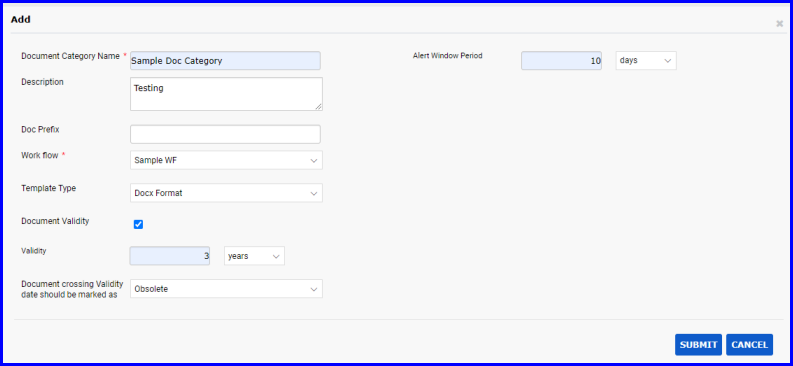 Add
Document Category Name * Sample Doc Category
Alert Window Period 10 days
Description Testing
Doc Prefix
Work flow * Sample WF
Template Type Docx Format
Document Validity
Validity 3 years
Document crossing Validity
date should be marked as Obsolete
SUBMIT CANCEL